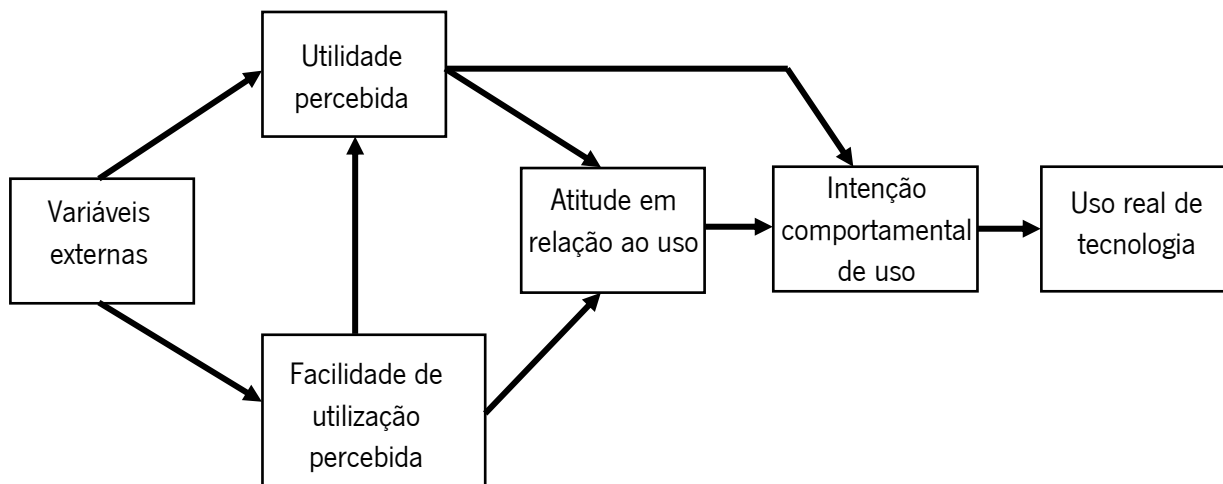 Utilidade
percebida
Variáveis
externas
Atitude em
relação ao uso
Intenção
comportamental
de uso
Uso real de
tecnologia
Facilidade de
utilização
percebida